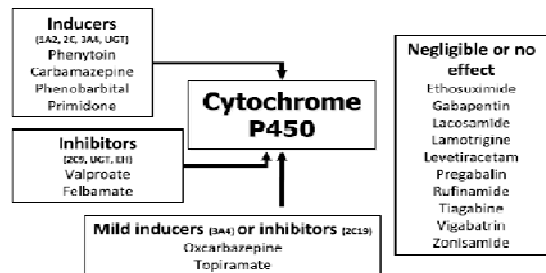 Inducers
(1A2, 2C, 3A4, UGT)
Phenytoin
Carbamazepine
Phenobarbital
Primidone
Cytochrome
P450
Inhibitors
(2C9, UGT, EH)
Valproate
Felbamate
Mild inducers (3A4) or inhibitors (2C19)
Oxcarbazepine
Topiramate
Negligible or no
effect
Ethosuximide
Gabapentin
Lacosamide
Lamotrigine
Levetiracetam
Pregabalin
Rufinamide
Tiagabine
Vigabatrin
Zonisamide